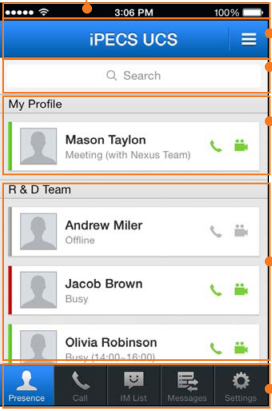 3:06 PM 100%
iPECS UCS
Search
My Profile
Mason Taylon
Meeting (with Nexus Team)
R & D Team
Andrew Miler
Offline
Jacob Brown
Busy
Olivia Robinson
Busy (14:00~16:00)
Presence Call IM List Messages Settings